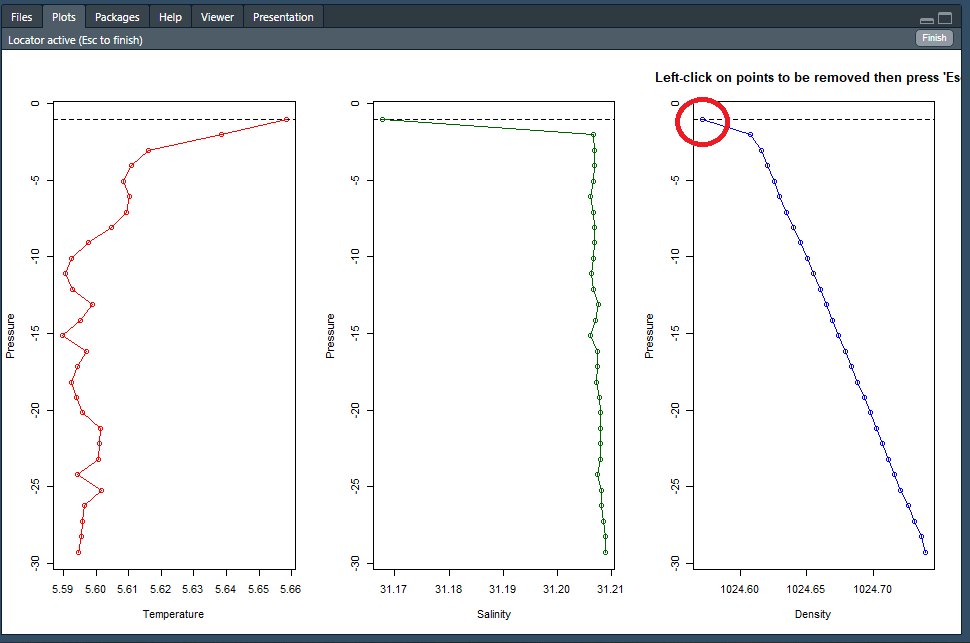 Files Plots Packages Help Viewer Presentation
Locator active (Esc to finish) Finish
Left-click on points to be removed then press 'Es
0 0 0
-5 -5 -5
-10 -10 -10
-15 -15 -15
Pressure Pressure Pressure
-20 -20 -20
-25 -25 -25
-30 -30 -30
5.59 5.60 5.61 5.62 5.63 5.64 5.65 5.66 31.17 31.18 31.19 31.20 31.21 1024.60 1024.65 1024.70
Temperature Salinity Density